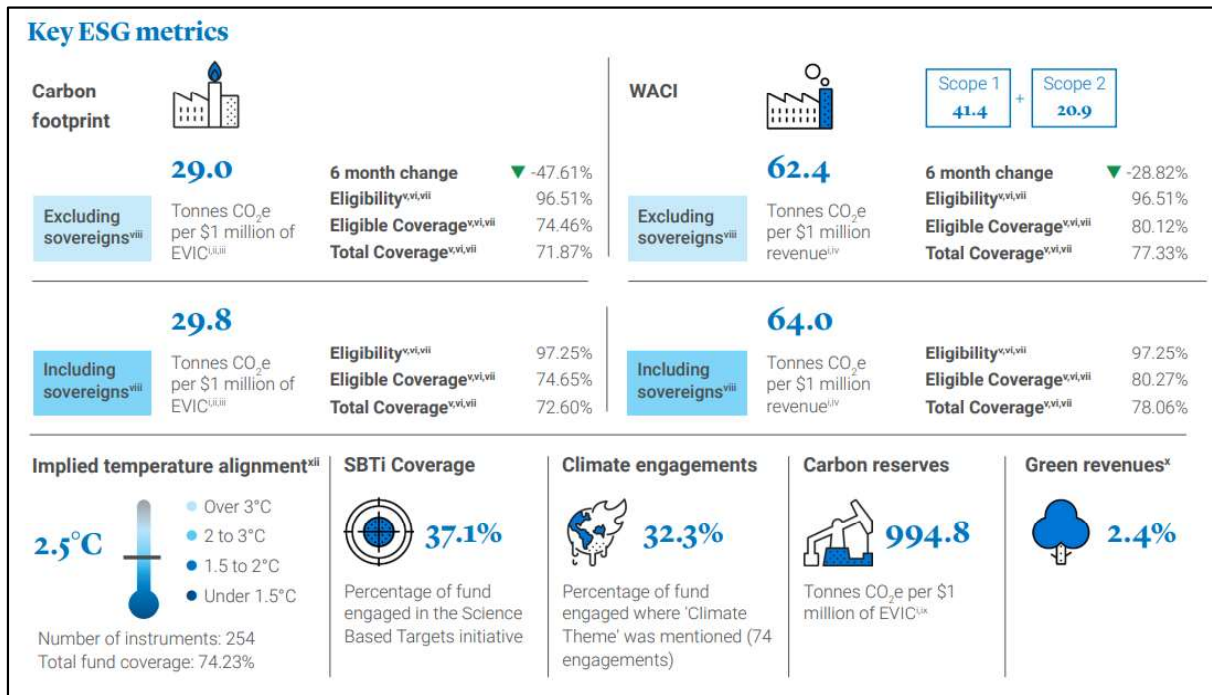 Key ESG metrics
Carbon
footprint
29.0
Excluding
sovereignsviii
Tonnes CO2e
per $1 million of
EVICi,ii,iii
6 month change ▼ -47.61%
Eligibilityv,vi,vii 96.51%
Eligible Coveragev,vi,vii 74.46%
Total Coveragev,vi,vii 71.87%
WACI
Scope 1
41.4
+
Scope 2
20.9
62.4
Excluding
sovereignsviii
Tonnes CO2e
per $1 million
revenuei,iv
6 month change ▼ -28.82%
Eligibilityv,vi,vii 96.51%
Eligible Coveragev,vi,vii 80.12%
Total Coveragev,vi,vii 77.33%
29.8
Including
sovereignsviii
Tonnes CO2e
per $1 million of
EVICi,ii,iii
Eligibilityv,vi,vii 97.25%
Eligible Coveragev,vi,vii 74.65%
Total Coveragev,vi,vii 72.60%
64.0
Including
sovereignsviii
Tonnes CO2e
per $1 million
revenuei,iv
Eligibilityv,vi,vii 97.25%
Eligible Coveragev,vi,vii 80.27%
Total Coveragev,vi,vii 78.06%
Implied temperature alignmentxii
2.5°C
Over 3°C
2 to 3°C
1.5 to 2°C
Under 1.5°C
Number of instruments: 254
Total fund coverage: 74.23%
SBTi Coverage
37.1%
Percentage of fund
engaged in the Science
Based Targets initiative
Climate engagements
32.3%
Percentage of fund
engaged where 'Climate
Theme' was mentioned (74
engagements)
Carbon reserves
994.8
Tonnes CO2e per $1
million of EVICi,ix
Green revenuesx
2.4%